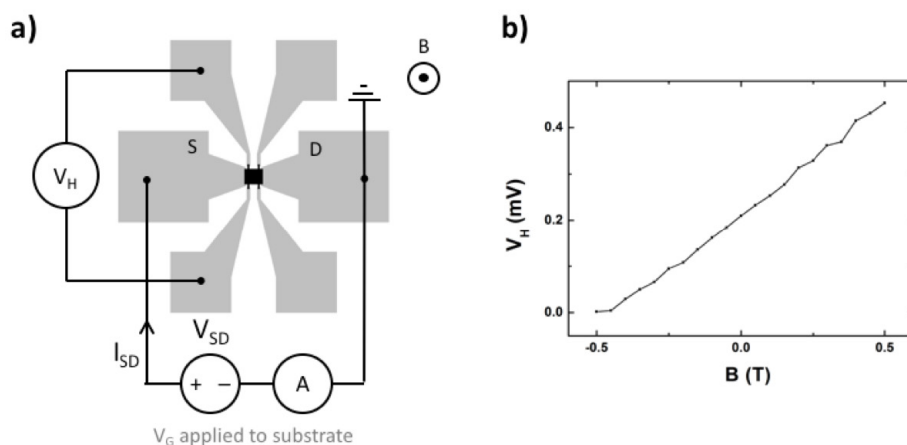 a)
B
S
D
V_H
V_SD
I_SD
+ −
A
V_G applied to substrate
b)
V_H (mV)
0.4
0.2
0.0
-0.5
0.0
0.5
B (T)